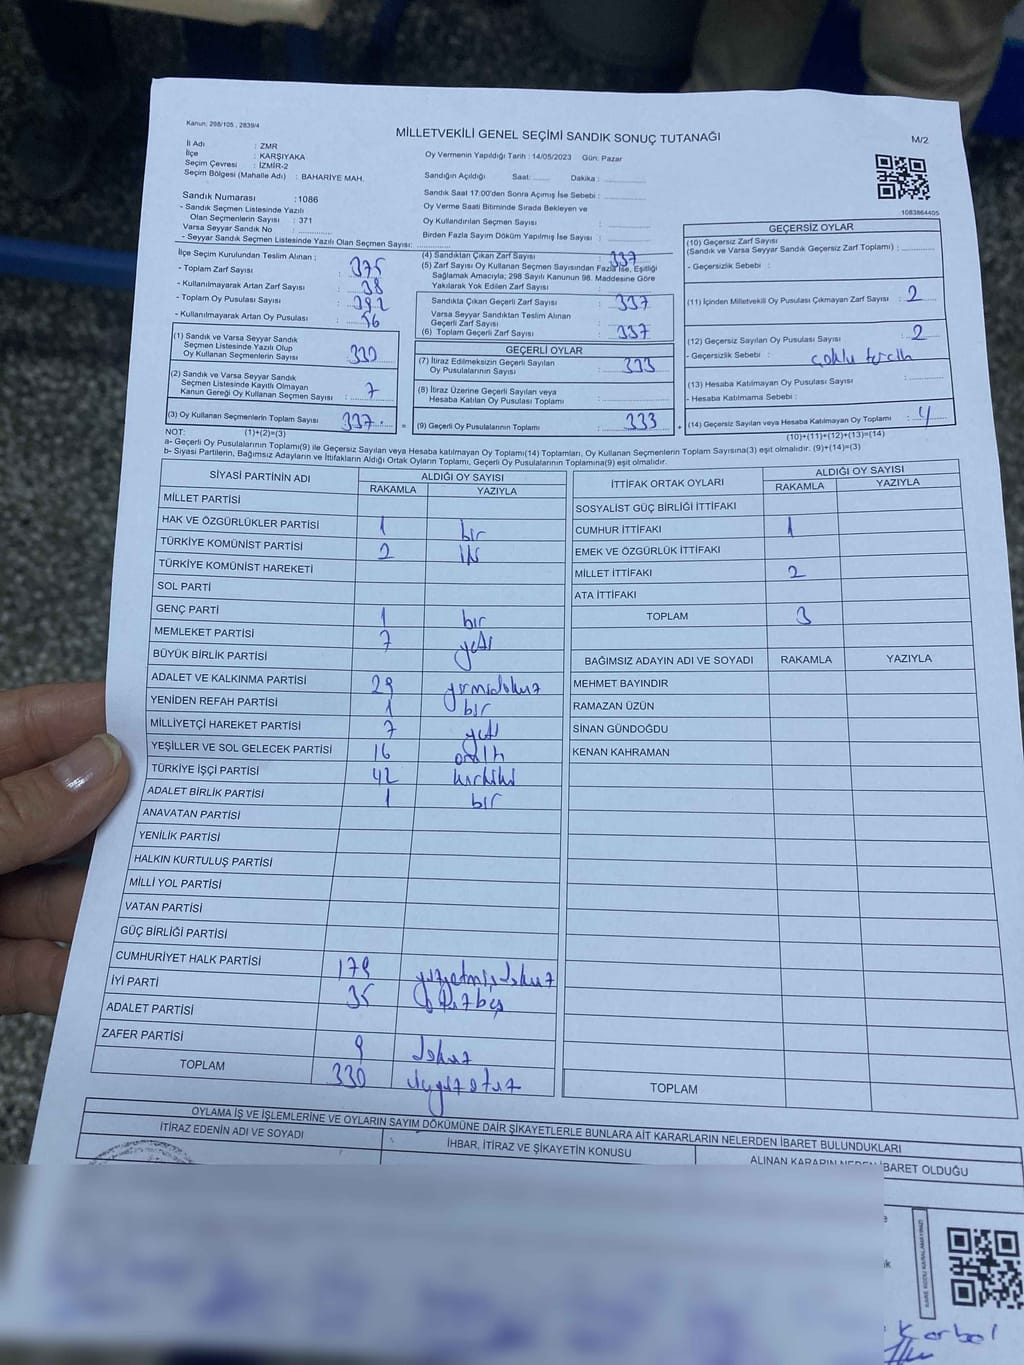 Kanun: 298/105 , 2839/4
MİLLETVEKİLİ GENEL SEÇİMİ SANDIK SONUÇ TUTANAĞI
M/2
İl Adı : ZMR
İlçe : KARŞIYAKA
Seçim Çevresi : İZMİR-2
Seçim Bölgesi (Mahalle Adı) : BAHARİYE MAH.
Oy Vermenin Yapıldığı Tarih : 14/05/2023 Gün: Pazar
Sandığın Açıldığı Saat: ........ Dakika : ..............
Sandık Saat 17:00'den Sonra Açımış İse Sebebi :
Oy Verme Saati Bitiminde Sırada Bekleyen ve
Oy Kullandırılan Seçmen Sayısı :
Birden Fazla Sayım Döküm Yapılmış İse Sayısı :
1083864405
Sandık Numarası : 1086
- Sandık Seçmen Listesinde Yazılı
Olan Seçmenlerin Sayısı : 371
Varsa Seyyar Sandık No :
- Seyyar Sandık Seçmen Listesinde Yazılı Olan Seçmen Sayısı:
İlçe Seçim Kurulundan Teslim Alınan ;
- Toplam Zarf Sayısı : 375
- Kullanılmayarak Artan Zarf Sayısı : 38
- Toplam Oy Pusulası Sayısı : 392
- Kullanılmayarak Artan Oy Pusulası : 56
(1) Sandık ve Varsa Seyyar Sandık
Seçmen Listesinde Yazılı Olup
Oy Kullanan Seçmenlerin Sayısı : 330
(2) Sandık ve Varsa Seyyar Sandık
Seçmen Listesinde Kayıtlı Olmayan
Kanun Gereği Oy Kullanan Seçmen Sayısı : 7
(3) Oy Kullanan Seçmenlerin Toplam Sayısı : 337
(1)+(2)=(3)
(4) Sandıktan Çıkan Zarf Sayısı : 337
(5) Zarf Sayısı Oy Kullanan Seçmen Sayısından Fazla İse, Eşitliği
Sağlamak Amacıyla; 298 Sayılı Kanunun 98. Maddesine Göre
Yakılarak Yok Edilen Zarf Sayısı :
Sandıkta Çıkan Geçerli Zarf Sayısı : 337
Varsa Seyyar Sandıktan Teslim Alınan
Geçerli Zarf Sayısı :
(6) Toplam Geçerli Zarf Sayısı : 337
GEÇERLİ OYLAR
(7) İtiraz Edilmeksizin Geçerli Sayılan
Oy Pusulalarının Sayısı : 333
(8) İtiraz Üzerine Geçerli Sayılan veya
Hesaba Katılan Oy Pusulası Toplamı :
(9) Geçerli Oy Pusulalarının Toplamı : 333
GEÇERSİZ OYLAR
(10) Geçersiz Zarf Sayısı
(Sandık ve Varsa Seyyar Sandık Geçersiz Zarf Toplamı) :
- Geçersizlik Sebebi :
(11) İçinden Milletvekili Oy Pusulası Çıkmayan Zarf Sayısı : 2
(12) Geçersiz Sayılan Oy Pusulası Sayısı : 2
- Geçersizlik Sebebi : çoklu tercih
(13) Hesaba Katılmayan Oy Pusulası Sayısı :
- Hesaba Katılmama Sebebi :
(14) Geçersiz Sayılan veya Hesaba Katılmayan Oy Toplamı : 4
(10)+(11)+(12)+(13)=(14)
NOT:
a- Geçerli Oy Pusulalarının Toplamı(9) ile Geçersiz Sayılan veya Hesaba katılmayan Oy Toplamı(14) Toplamları, Oy Kullanan Seçmenlerin Toplam Sayısına(3) eşit olmalıdır. (9)+(14)=(3)
b- Siyasi Partilerin, Bağımsız Adayların ve İttifakların Aldığı Ortak Oyların Toplamı, Geçerli Oy Pusulalarının Toplamına(9) eşit olmalıdır.
SİYASİ PARTİNİN ADI ALDIĞI OY SAYISI
RAKAMLA YAZIYLA
MİLLET PARTİSİ
HAK VE ÖZGÜRLÜKLER PARTİSİ 1 bir
TÜRKİYE KOMÜNİST PARTİSİ 2 iki
TÜRKİYE KOMÜNİST HAREKETİ
SOL PARTİ
GENÇ PARTİ 1 bir
MEMLEKET PARTİSİ 7 yedi
BÜYÜK BİRLİK PARTİSİ
ADALET VE KALKINMA PARTİSİ 29 yirmidokuz
YENİDEN REFAH PARTİSİ 1 bir
MİLLİYETÇİ HAREKET PARTİSİ 7 yedi
YEŞİLLER VE SOL GELECEK PARTİSİ 16 onaltı
TÜRKİYE İŞÇİ PARTİSİ 42 kırkiki
ADALET BİRLİK PARTİSİ 1 bir
ANAVATAN PARTİSİ
YENİLİK PARTİSİ
HALKIN KURTULUŞ PARTİSİ
MİLLİ YOL PARTİSİ
VATAN PARTİSİ
GÜÇ BİRLİĞİ PARTİSİ
CUMHURİYET HALK PARTİSİ 179 yüzyetmişdokuz
İYİ PARTİ 35 otuzbeş
ADALET PARTİSİ
ZAFER PARTİSİ 9 dokuz
TOPLAM 330 üçyüzotuz
İTTİFAK ORTAK OYLARI ALDIĞI OY SAYISI
RAKAMLA YAZIYLA
SOSYALİST GÜÇ BİRLİĞİ İTTİFAKI
CUMHUR İTTİFAKI 1
EMEK VE ÖZGÜRLÜK İTTİFAKI
MİLLET İTTİFAKI 2
ATA İTTİFAKI
TOPLAM 3
BAĞIMSIZ ADAYIN ADI VE SOYADI RAKAMLA YAZIYLA
MEHMET BAYINDIR
RAMAZAN ÜZÜN
SİNAN GÜNDOĞDU
KENAN KAHRAMAN
TOPLAM
OYLAMA İŞ VE İŞLEMLERİNE VE OYLARIN SAYIM DÖKÜMÜNE DAİR ŞİKAYETLERLE BUNLARA AİT KARARLARIN NELERDEN İBARET BULUNDUKLARI
İTİRAZ EDENİN ADI VE SOYADI
İHBAR, İTİRAZ VE ŞİKAYETİN KONUSU
ALINAN KARARIN NEDEN İBARET OLDUĞU